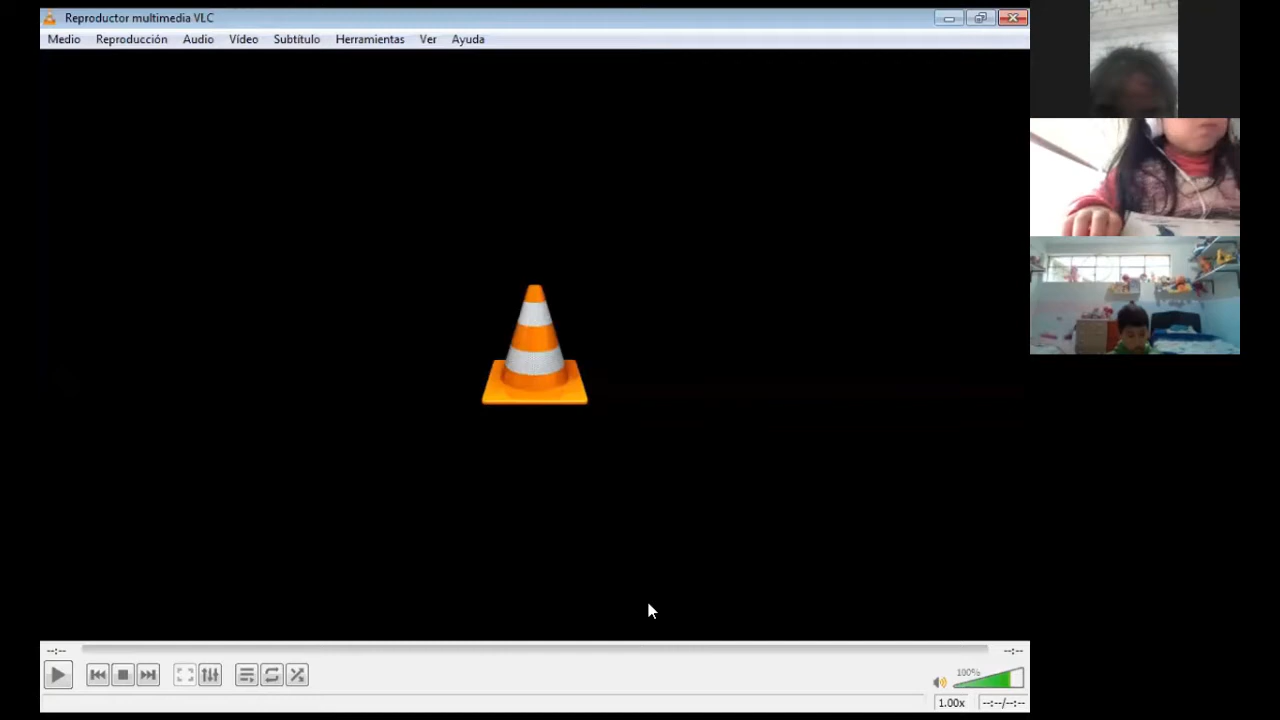 Reproductor multimedia VLC
Medio Reproducción Audio Vídeo Subtítulo Herramientas Ver Ayuda
--:-- --:--
100%
1.00x --:--/--:--